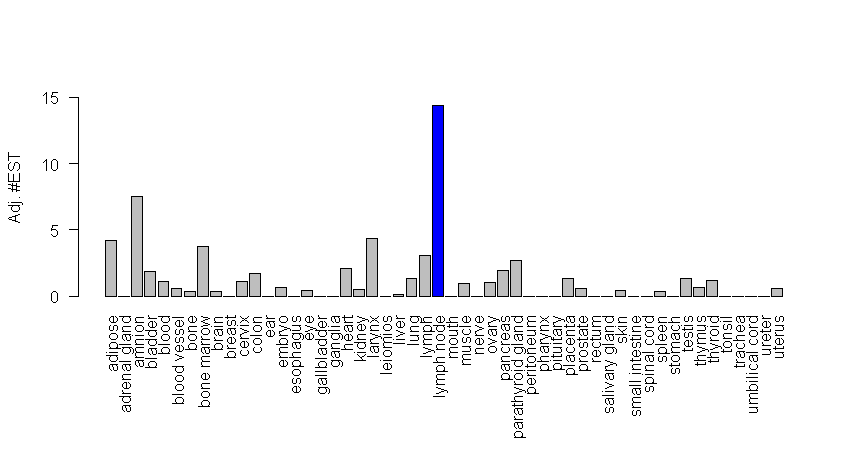 15
10
5
0
Adj. #EST
adipose
adrenal gland
amnion
bladder
blood
blood vessel
bone
bone marrow
brain
breast
cervix
colon
ear
embryo
esophagus
eye
gallbladder
ganglia
heart
kidney
larynx
leiomios
liver
lung
lymph
lymph node
mouth
muscle
nerve
ovary
pancreas
parathyroid gland
peritoneum
pharynx
pituitary
placenta
prostate
rectum
salivary gland
skin
small intestine
spinal cord
spleen
stomach
testis
thymus
thyroid
tonsil
trachea
umbilical cord
ureter
uterus